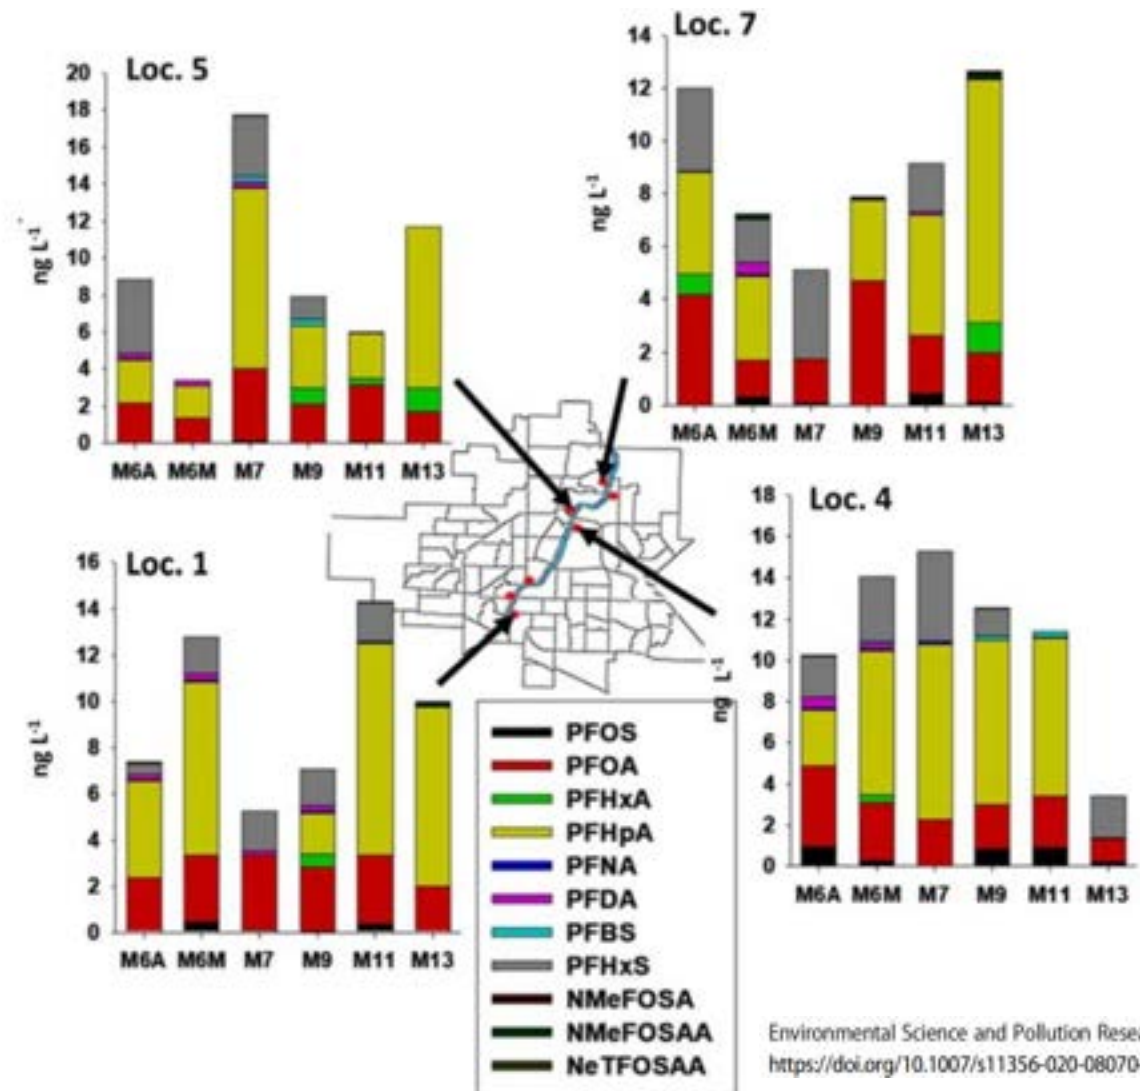 Loc. 5
20
18
16
14
12
10
8
6
4
2
0
ng L-1
M6A M6M M7 M9 M11 M13
Loc. 7
14
12
10
8
6
4
2
0
ng L-1
M6A M6M M7 M9 M11 M13
Loc. 1
16
14
12
10
8
6
4
2
0
ng L-1
M6A M6M M7 M9 M11 M13
Loc. 4
18
16
14
12
10
8
6
4
2
0
ng L-1
M6A M6M M7 M9 M11 M13
PFOS
PFOA
PFHxA
PFHpA
PFNA
PFDA
PFBS
PFHxS
NMeFOSA
NMeFOSAA
NeTFOSAA
Environmental Science and Pollution Resea
https://doi.org/10.1007/s11356-020-08070-